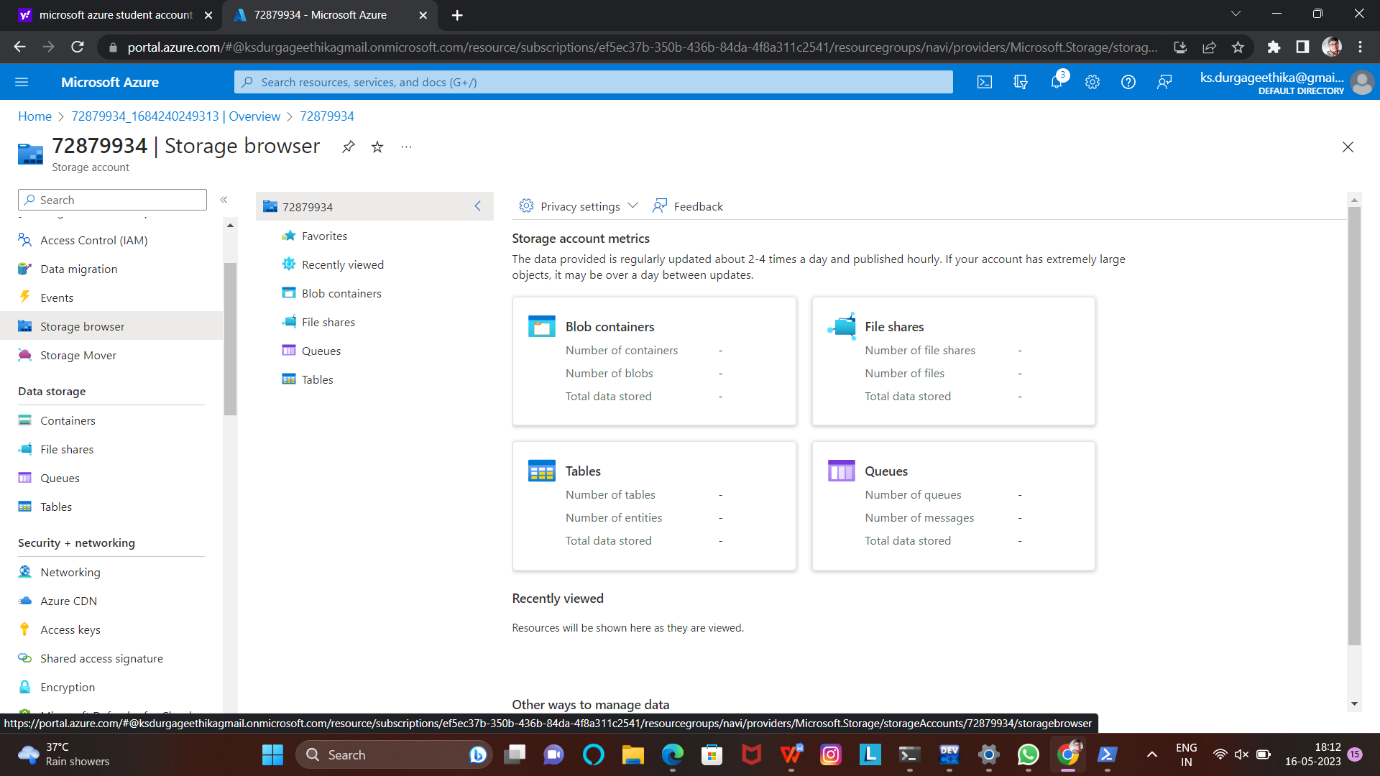 microsoft azure student account
72879934 - Microsoft Azure
portal.azure.com/#@ksdurgageethikagmail.onmicrosoft.com/resource/subscriptions/ef5ec37b-350b-436b-84da-4f8a311c2541/resourcegroups/navi/providers/Microsoft.Storage/storag...
Microsoft Azure
Search resources, services, and docs (G+/)
3
ks.durgageethika@gmai...
DEFAULT DIRECTORY
Home > 72879934_1684240249313 | Overview > 72879934
72879934 | Storage browser
Storage account
Search
Access Control (IAM)
Data migration
Events
Storage browser
Storage Mover
Data storage
Containers
File shares
Queues
Tables
Security + networking
Networking
Azure CDN
Access keys
Shared access signature
Encryption
72879934
Favorites
Recently viewed
Blob containers
File shares
Queues
Tables
Privacy settings
Feedback
Storage account metrics
The data provided is regularly updated about 2-4 times a day and published hourly. If your account has extremely large
objects, it may be over a day between updates.
Blob containers
Number of containers -
Number of blobs -
Total data stored -
File shares
Number of file shares -
Number of files -
Total data stored -
Tables
Number of tables -
Number of entities -
Total data stored -
Queues
Number of queues -
Number of messages -
Total data stored -
Recently viewed
Resources will be shown here as they are viewed.
Other ways to manage data
https://portal.azure.com/#@ksdurgageethikagmail.onmicrosoft.com/resource/subscriptions/ef5ec37b-350b-436b-84da-4f8a311c2541/resourcegroups/navi/providers/Microsoft.Storage/storageAccounts/72879934/storagebrowser
37°C
Rain showers
Search
DEV
ENG
IN
18:12
16-05-2023
15